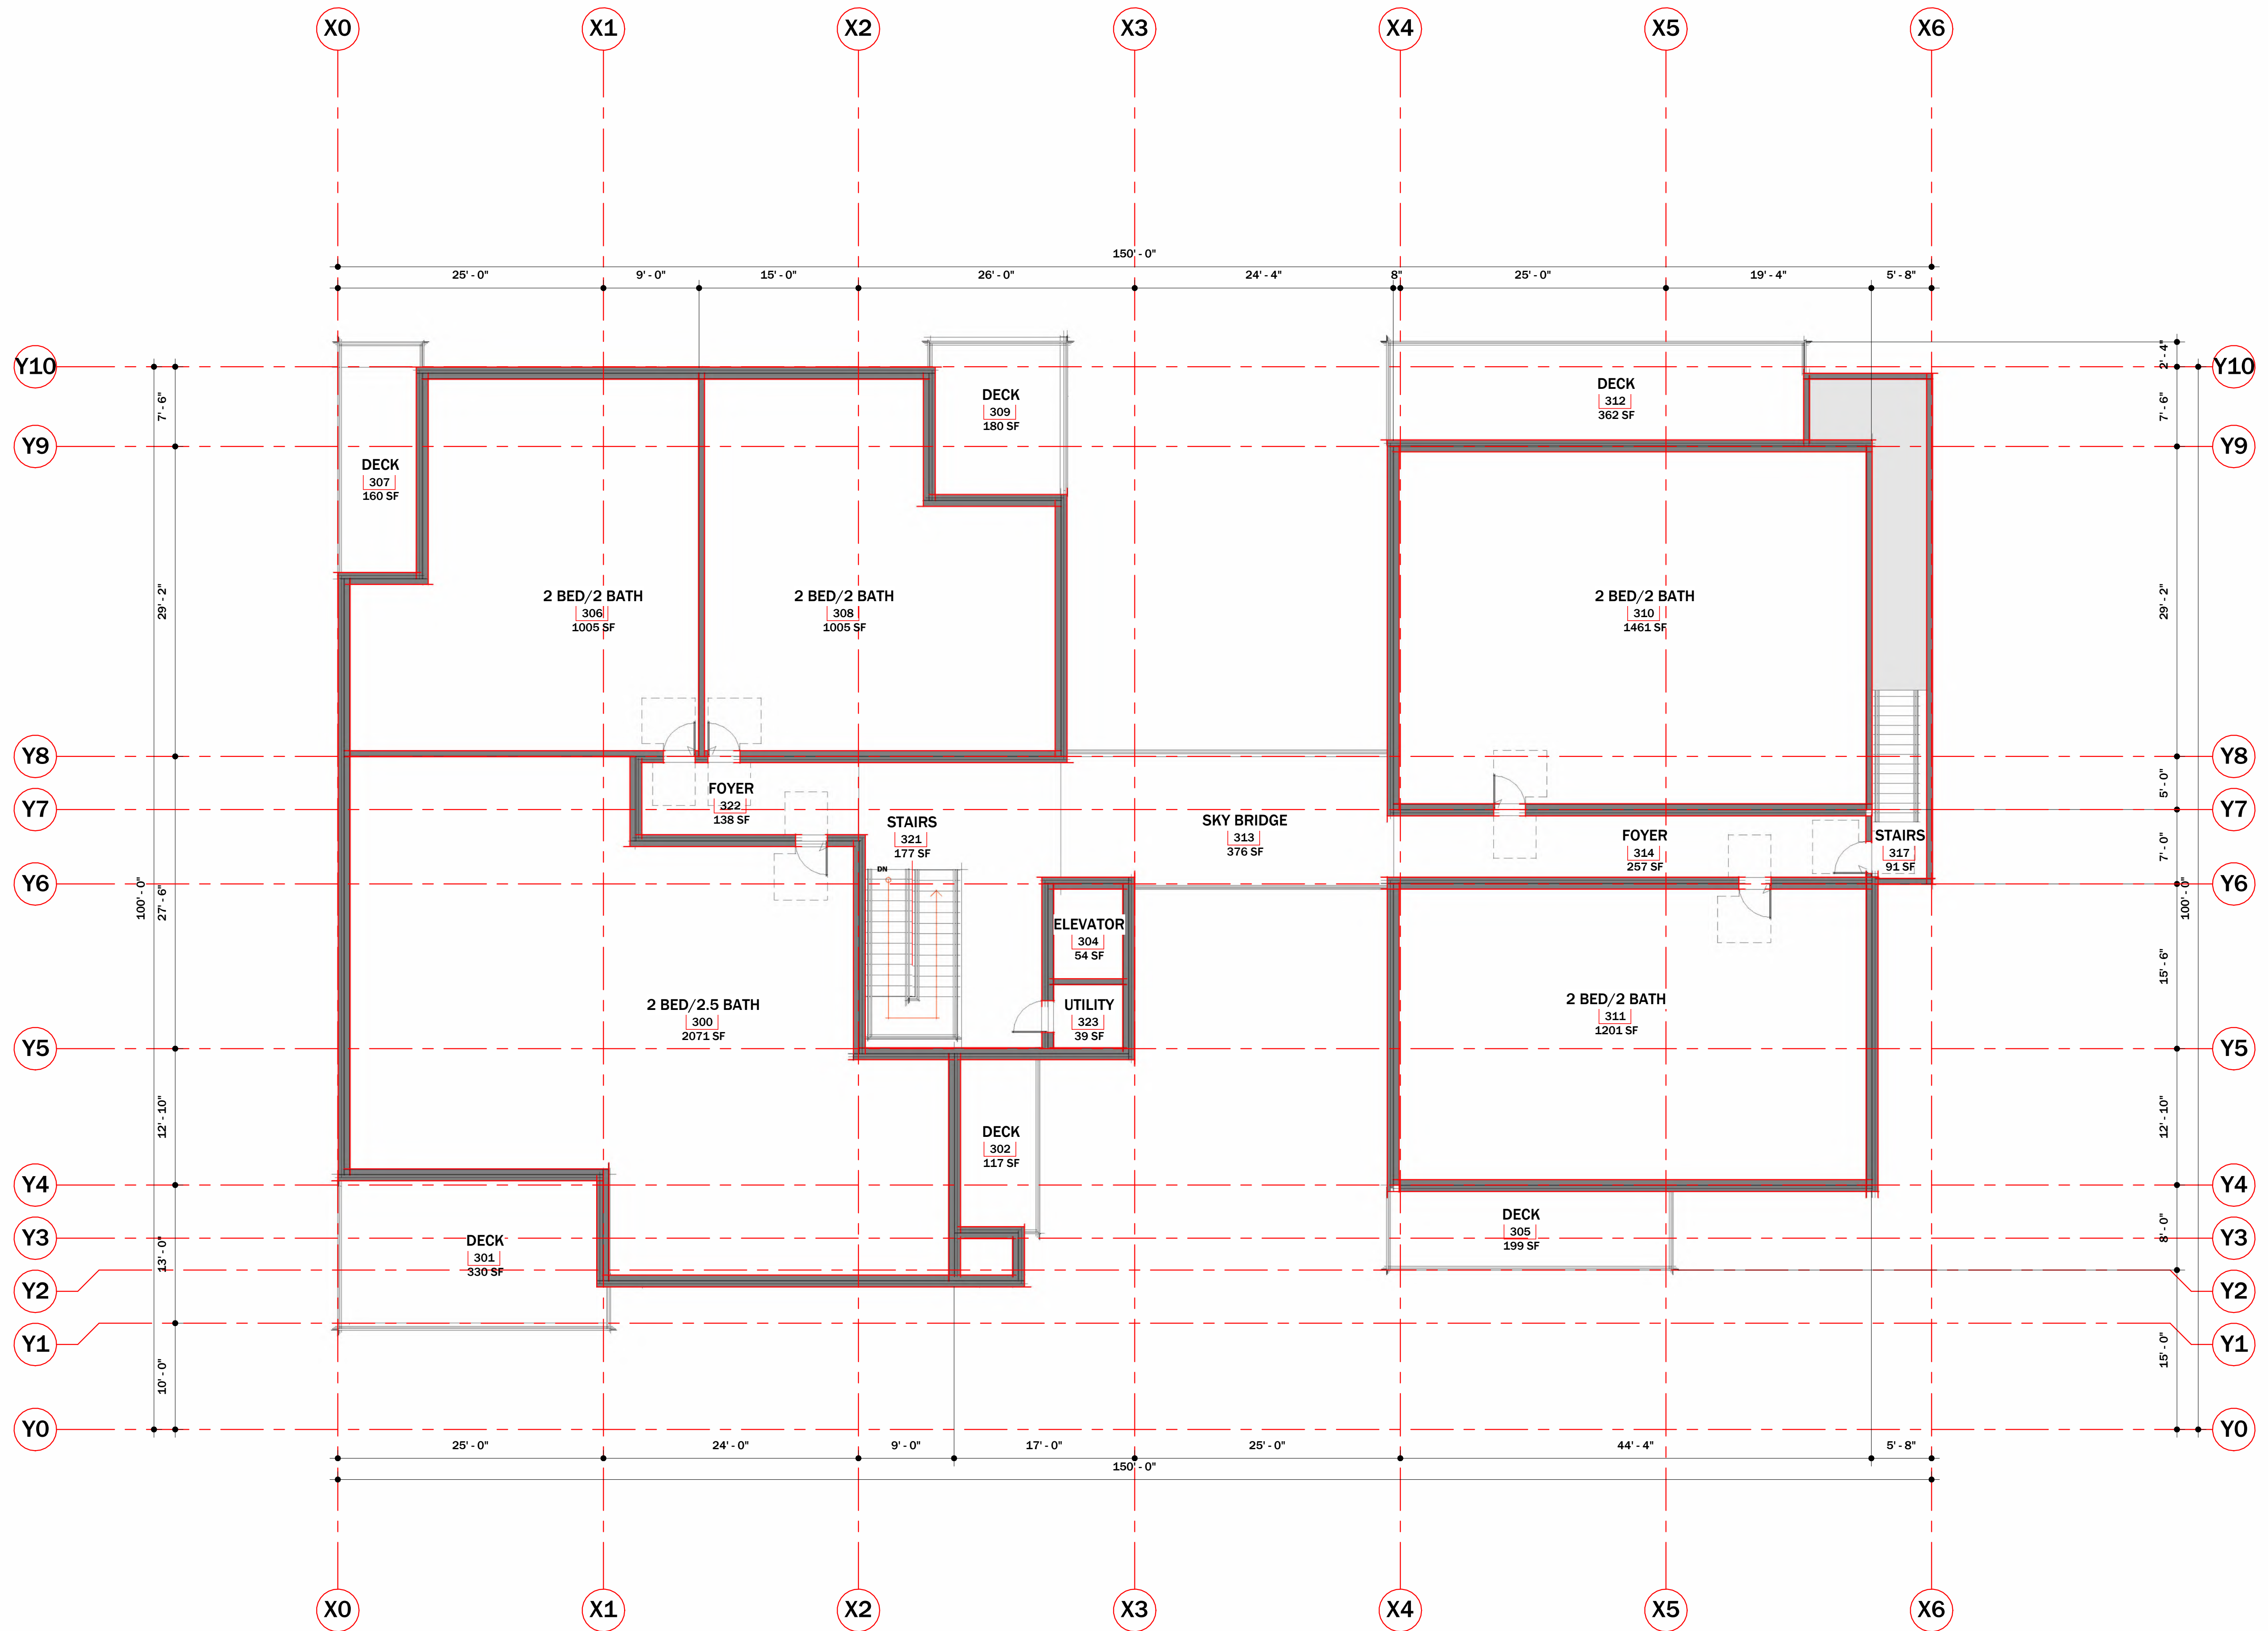 X0 X1 X2 X3 X4 X5 X6
150' - 0"
25' - 0" 9' - 0" 15' - 0" 26' - 0" 24' - 4" 8" 25' - 0" 19' - 4" 5' - 8"
2' - 4"
Y10 Y10
7' - 6" 7' - 6"
DECK
309
180 SF
DECK
312
362 SF
Y9 Y9
DECK
307
160 SF
29' - 2" 29' - 2"
2 BED/2 BATH
306
1005 SF
2 BED/2 BATH
308
1005 SF
2 BED/2 BATH
310
1461 SF
Y8 Y8
5' - 0"
FOYER
322
138 SF
Y7 Y7
STAIRS
321
177 SF
SKY BRIDGE
313
376 SF
FOYER
314
257 SF
STAIRS
317
91 SF
7' - 0"
DN
Y6 Y6
100' - 0" 27' - 6" 100' - 0"
ELEVATOR
304
54 SF
15' - 6"
2 BED/2.5 BATH
300
2071 SF
UTILITY
323
39 SF
2 BED/2 BATH
311
1201 SF
Y5 Y5
12' - 10" 12' - 10"
DECK
302
117 SF
Y4 Y4
DECK
305
199 SF
Y3 Y3
DECK
301
330 SF
13' - 0" 8' - 0"
Y2 Y2
Y1 Y1
10' - 0" 15' - 0"
Y0 Y0
25' - 0" 24' - 0" 9' - 0" 17' - 0" 25' - 0" 44' - 4" 5' - 8"
150' - 0"
X0 X1 X2 X3 X4 X5 X6